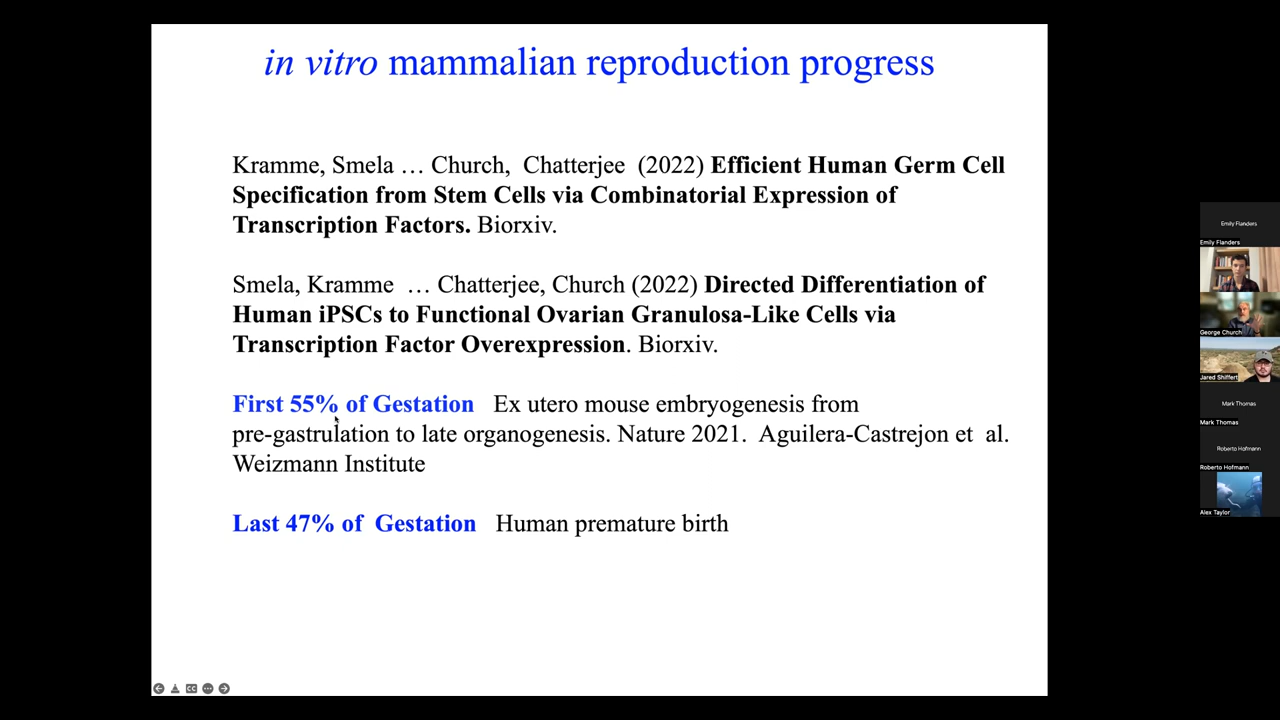 in vitro mammalian reproduction progress
Kramme, Smela … Church, Chatterjee (2022) Efficient Human Germ Cell
Specification from Stem Cells via Combinatorial Expression of
Transcription Factors. Biorxiv.
Smela, Kramme … Chatterjee, Church (2022) Directed Differentiation of
Human iPSCs to Functional Ovarian Granulosa-Like Cells via
Transcription Factor Overexpression. Biorxiv.
First 55% of Gestation Ex utero mouse embryogenesis from
pre-gastrulation to late organogenesis. Nature 2021. Aguilera-Castrejon et al.
Weizmann Institute
Last 47% of Gestation Human premature birth
CC
Emily Flanders
Emily Flanders
George Church
Jared Shiffert
Mark Thomas
Mark Thomas
Roberto Hofmann
Roberto Hofmann
Alex Taylor